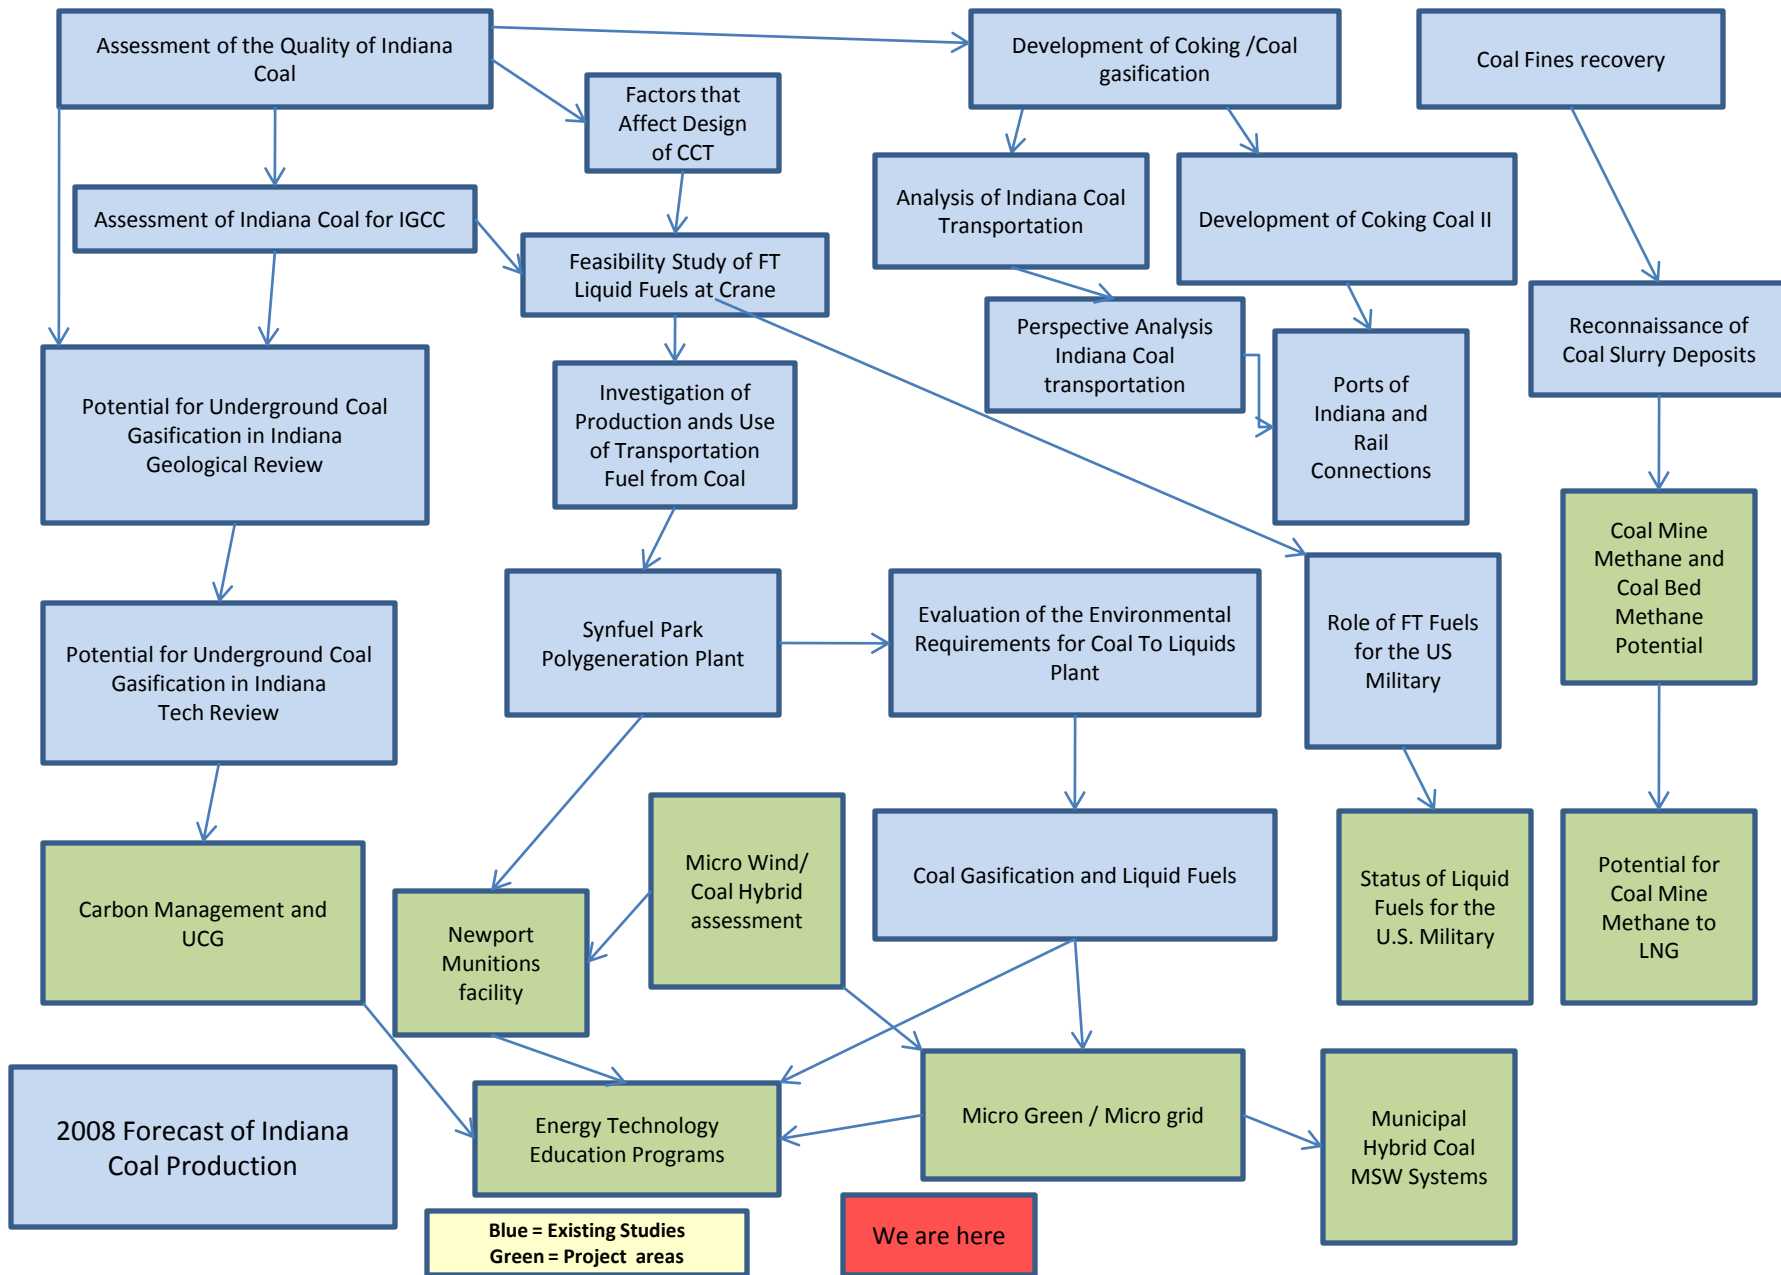 Assessment of the Quality of Indiana
Coal
Development of Coking /Coal
gasification
Coal Fines recovery
Factors that
Affect Design
of CCT
Assessment of Indiana Coal for IGCC
Analysis of Indiana Coal
Transportation
Development of Coking Coal II
Feasibility Study of FT
Liquid Fuels at Crane
Perspective Analysis
Indiana Coal
transportation
Reconnaissance of
Coal Slurry Deposits
Potential for Underground Coal
Gasification in Indiana
Geological Review
Investigation of
Production ands Use
of Transportation
Fuel from Coal
Ports of
Indiana and
Rail
Connections
Coal Mine
Methane and
Coal Bed
Methane
Potential
Potential for Underground Coal
Gasification in Indiana
Tech Review
Synfuel Park
Polygeneration Plant
Evaluation of the Environmental
Requirements for Coal To Liquids
Plant
Role of FT Fuels
for the US
Military
Carbon Management and
UCG
Newport
Munitions
facility
Micro Wind/
Coal Hybrid
assessment
Coal Gasification and Liquid Fuels
Status of Liquid
Fuels for the
U.S. Military
Potential for
Coal Mine
Methane to
LNG
2008 Forecast of Indiana
Coal Production
Energy Technology
Education Programs
Micro Green / Micro grid
Municipal
Hybrid Coal
MSW Systems
Blue = Existing Studies
Green = Project areas
We are here